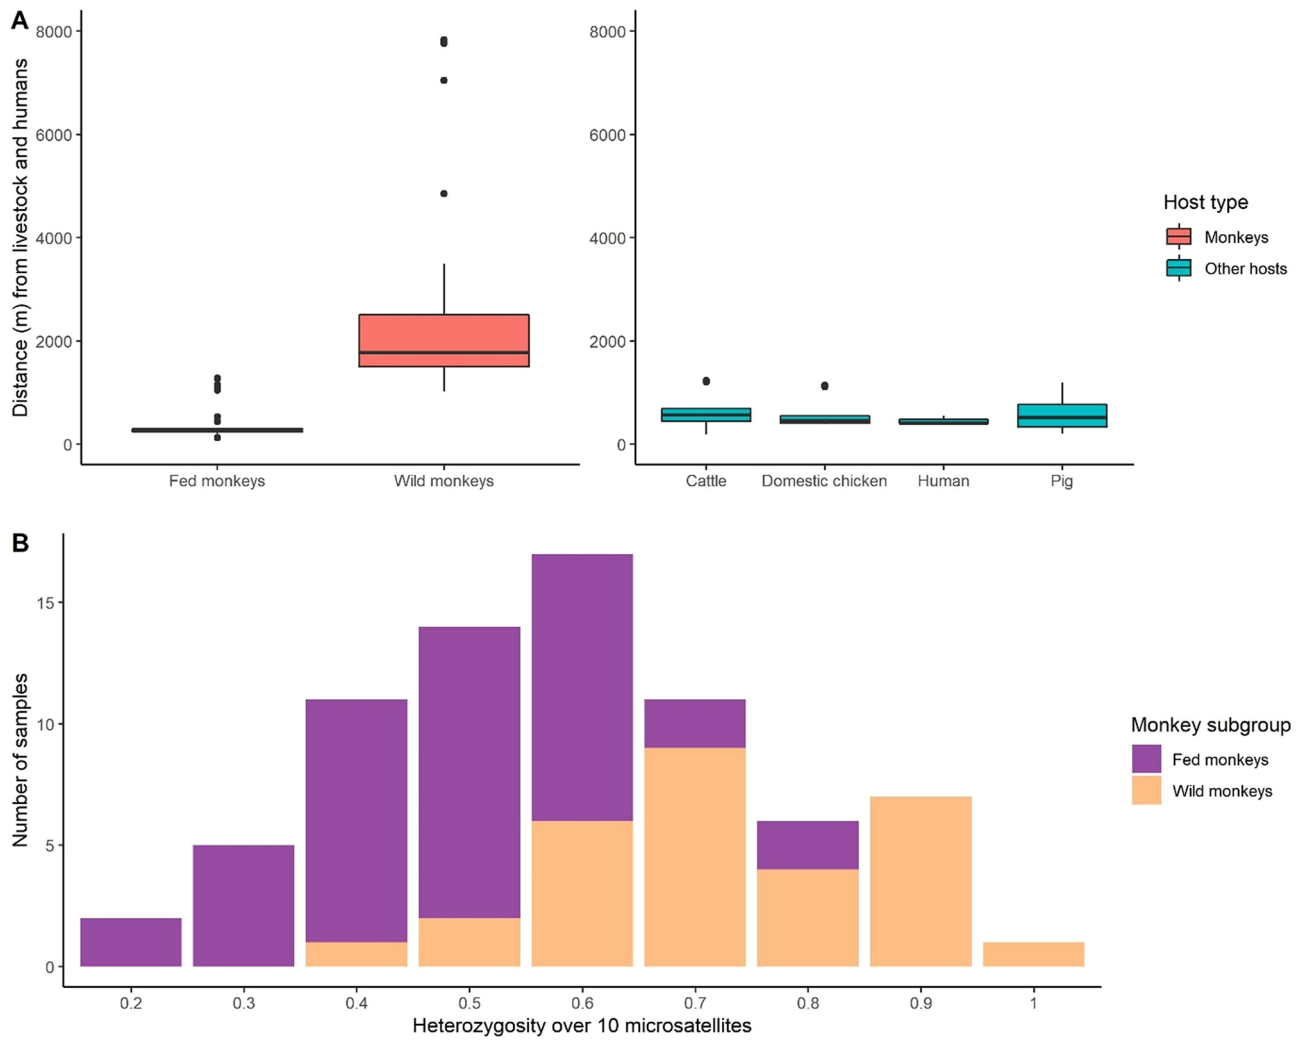 A
Distance (m) from livestock and humans
8000
6000
4000
2000
0
Fed monkeys
Wild monkeys
8000
6000
4000
2000
0
Cattle
Domestic chicken
Human
Pig
Host type
Monkeys
Other hosts
B
Number of samples
15
10
5
0
0.2
0.3
0.4
0.5
0.6
0.7
0.8
0.9
1
Heterozygosity over 10 microsatellites
Monkey subgroup
Fed monkeys
Wild monkeys